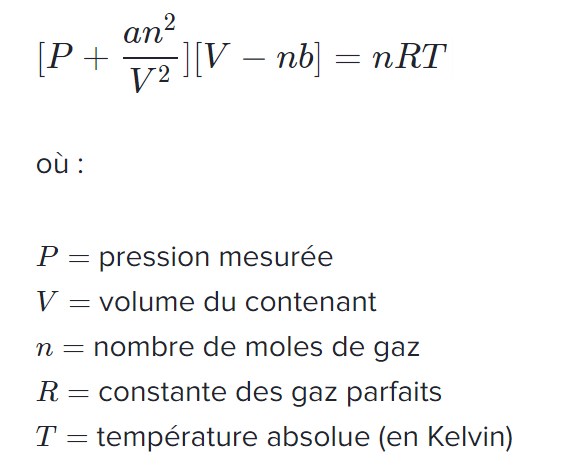 [P + an²/V²][V − nb] = nRT
où :
P = pression mesurée
V = volume du contenant
n = nombre de moles de gaz
R = constante des gaz parfaits
T = température absolue (en Kelvin)